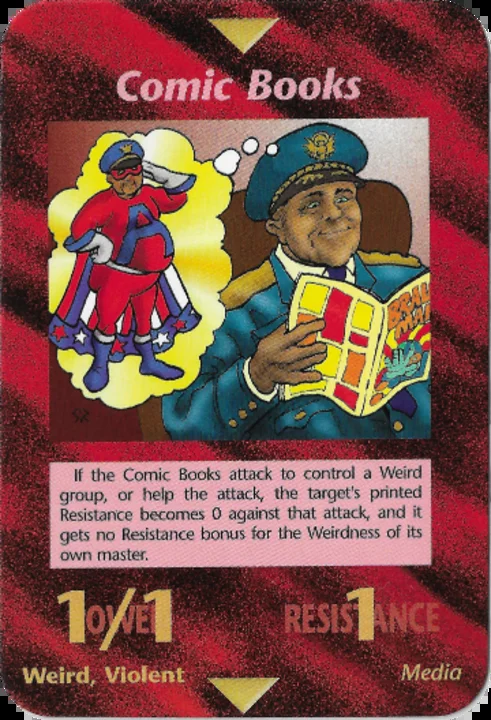 Comic Books
A
SR
If the Comic Books attack to control a Weird
group, or help the attack, the target's printed
Resistance becomes 0 against that attack, and it
gets no Resistance bonus for the Weirdness of its
own master.
POWER 1/1
RESISTANCE 1
Weird, Violent
Media